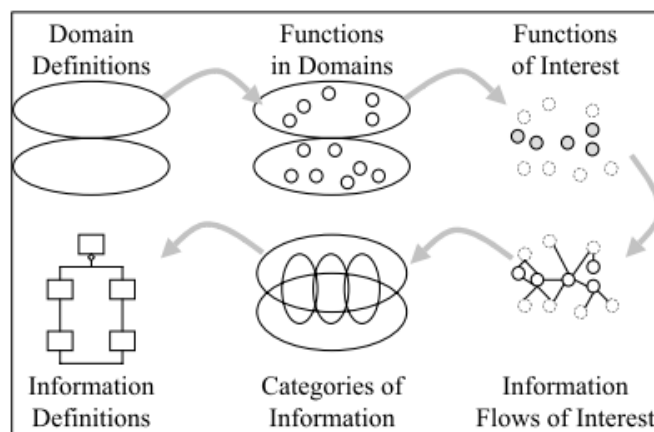 Domain
Definitions
Functions
in Domains
Functions
of Interest
Information
Definitions
Categories of
Information
Information
Flows of Interest